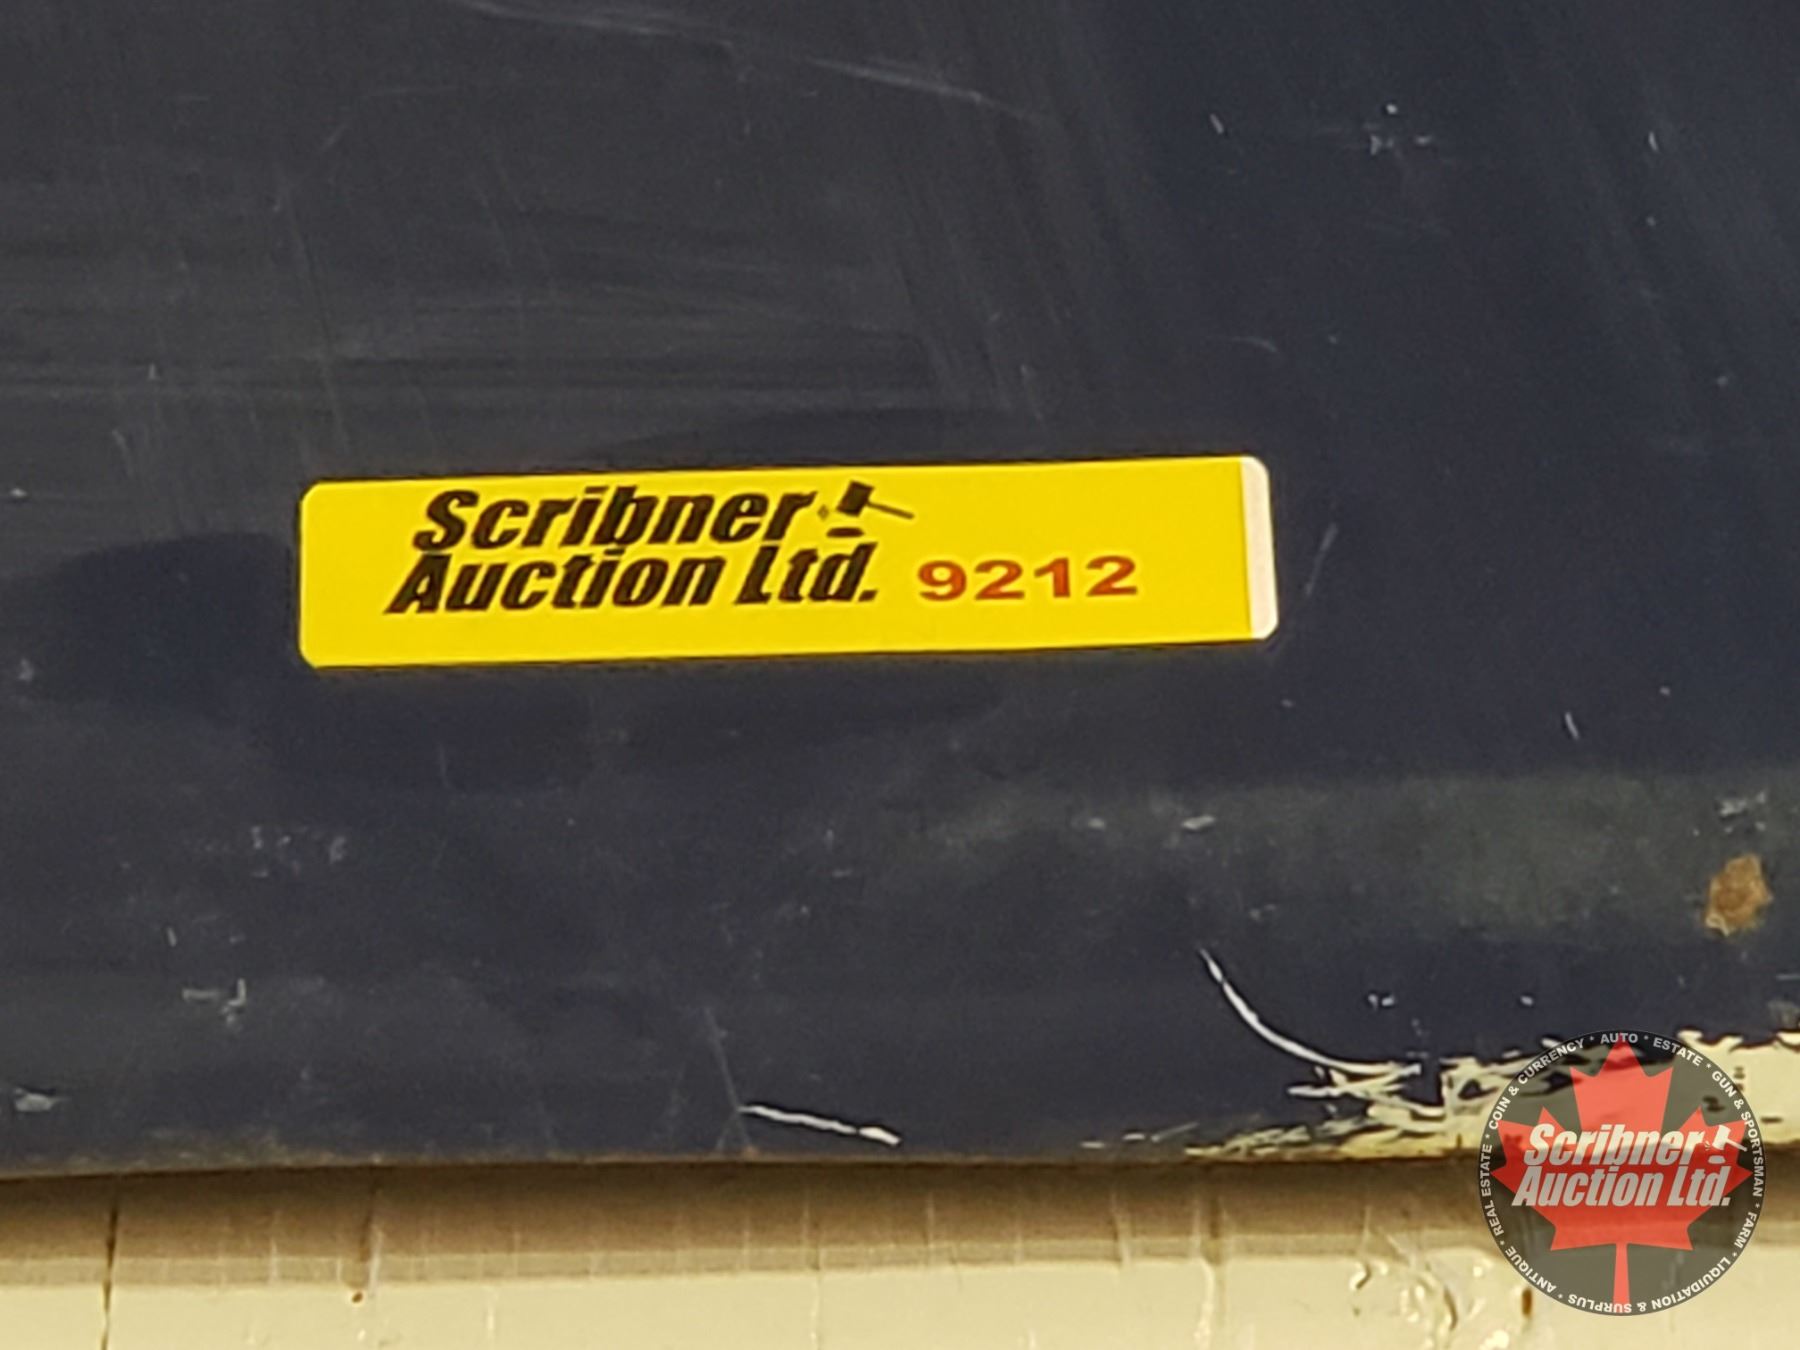 Scribner
Auction Ltd. 9212
COIN & CURRENCY * AUTO * ESTATE * GUN & SPORTSMAN * FARM * LIQUIDATION & SURPLUS * ANTIQUE * REAL ESTATE *
Scribner
Auction Ltd.